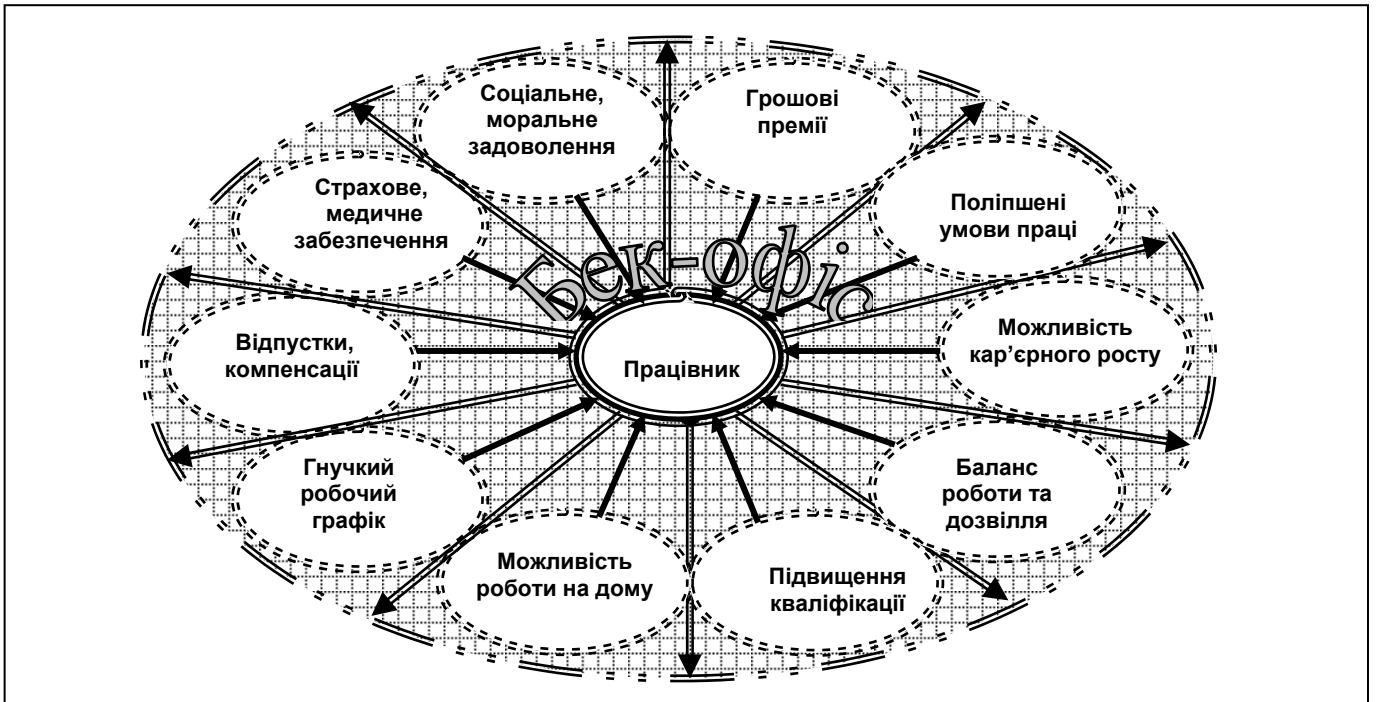 Соціальне,
моральне
задоволення
Грошові
премії
Страхове,
медичне
забезпечення
Поліпшені
умови праці
Бек-офіс
Відпустки,
компенсації
Можливість
кар’єрного росту
Працівник
Гнучкий
робочий
графік
Баланс
роботи та
дозвілля
Можливість
роботи на дому
Підвищення
кваліфікації